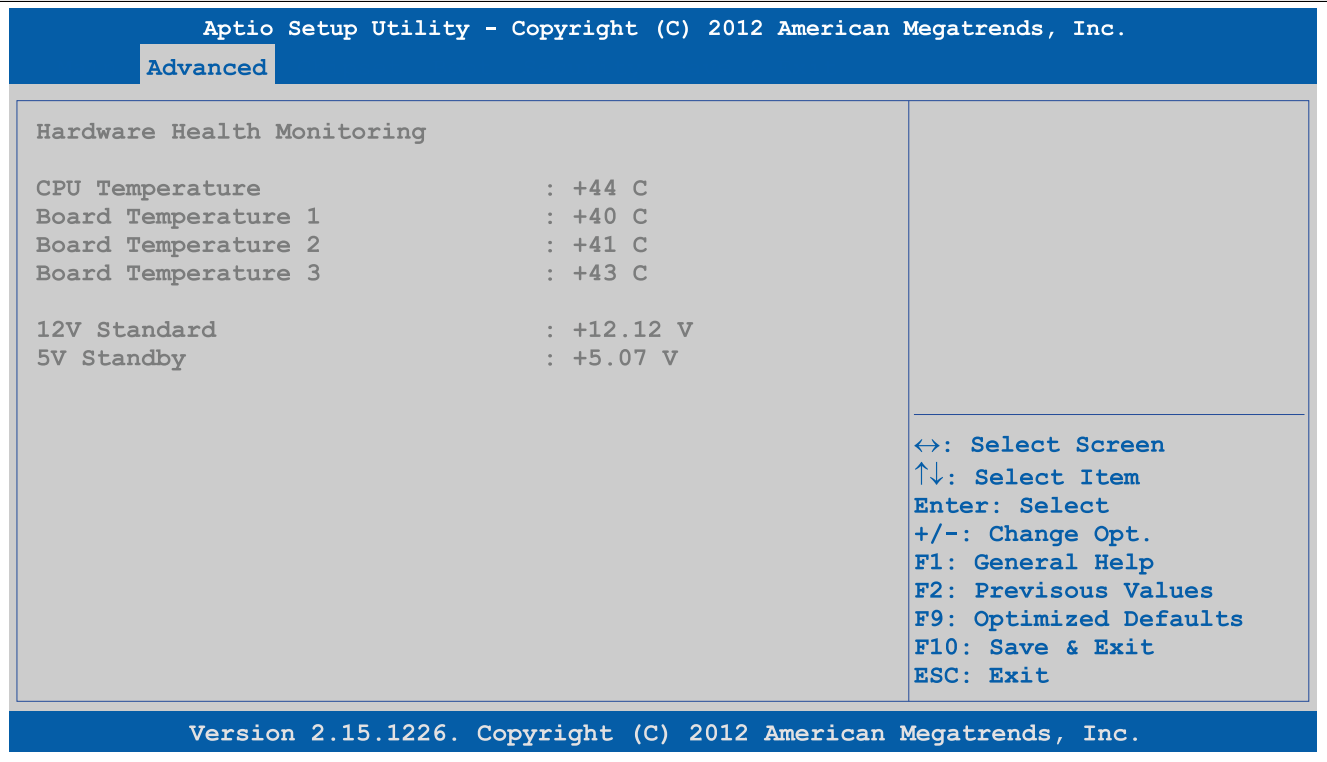 Aptio Setup Utility - Copyright (C) 2012 American Megatrends, Inc.
Advanced
Hardware Health Monitoring
CPU Temperature : +44 C
Board Temperature 1 : +40 C
Board Temperature 2 : +41 C
Board Temperature 3 : +43 C
12V Standard : +12.12 V
5V Standby : +5.07 V
↔: Select Screen
↑↓: Select Item
Enter: Select
+/-: Change Opt.
F1: General Help
F2: Previsous Values
F9: Optimized Defaults
F10: Save & Exit
ESC: Exit
Version 2.15.1226. Copyright (C) 2012 American Megatrends, Inc.